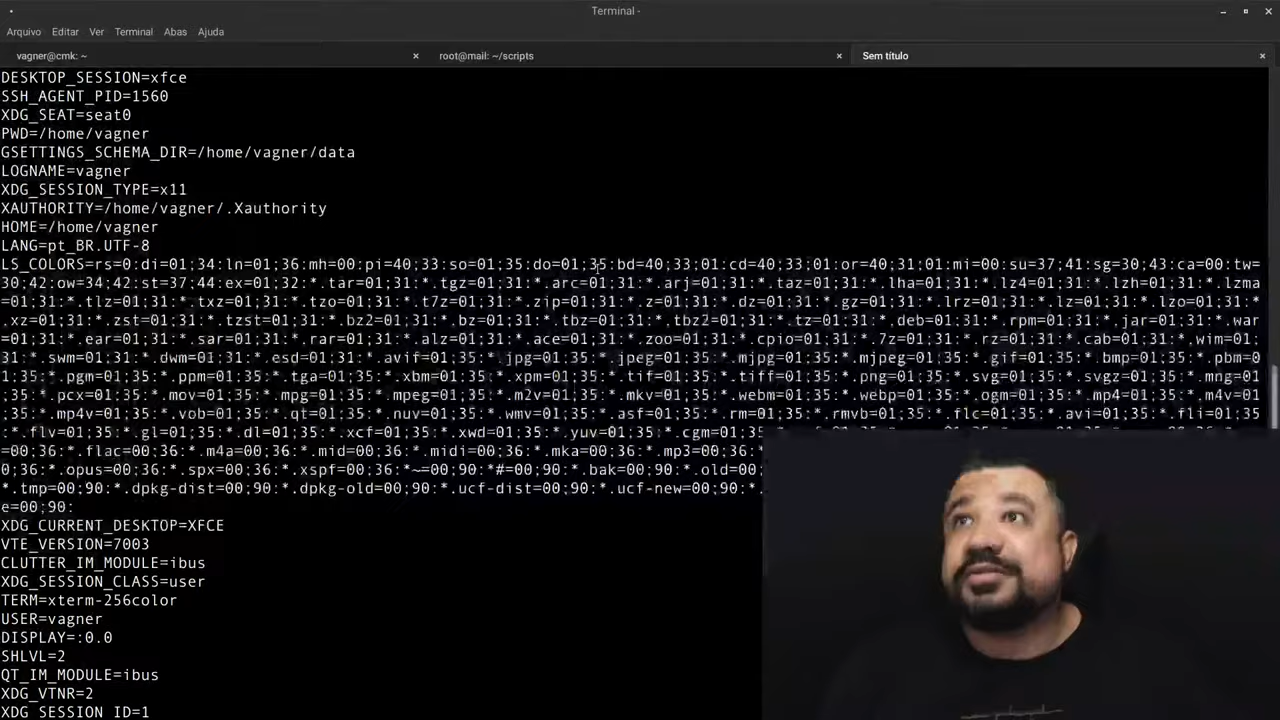 Terminal -
Arquivo Editar Ver Terminal Abas Ajuda
vagner@cmk: ~ root@mail: ~/scripts Sem título
DESKTOP_SESSION=xfce
SSH_AGENT_PID=1560
XDG_SEAT=seat0
PWD=/home/vagner
GSETTINGS_SCHEMA_DIR=/home/vagner/data
LOGNAME=vagner
XDG_SESSION_TYPE=x11
XAUTHORITY=/home/vagner/.Xauthority
HOME=/home/vagner
LANG=pt_BR.UTF-8
LS_COLORS=rs=0:di=01;34:ln=01;36:mh=00:pi=40;33:so=01;35:do=01;35:bd=40;33;01:cd=40;33;01:or=40;31;01:mi=00:su=37;41:sg=30;43:ca=00:tw=
30;42:ow=34;42:st=37;44:ex=01;32:*.tar=01;31:*.tgz=01;31:*.arc=01;31:*.arj=01;31:*.taz=01;31:*.lha=01;31:*.lz4=01;31:*.lzh=01;31:*.lzma
=01;31:*.tlz=01;31:*.txz=01;31:*.tzo=01;31:*.t7z=01;31:*.zip=01;31:*.z=01;31:*.dz=01;31:*.gz=01;31:*.lrz=01;31:*.lz=01;31:*.lzo=01;31:*
.xz=01;31:*.zst=01;31:*.tzst=01;31:*.bz2=01;31:*.bz=01;31:*.tbz=01;31:*.tbz2=01;31:*.tz=01;31:*.deb=01;31:*.rpm=01;31:*.jar=01;31:*.war
=01;31:*.ear=01;31:*.sar=01;31:*.rar=01;31:*.alz=01;31:*.ace=01;31:*.zoo=01;31:*.cpio=01;31:*.7z=01;31:*.rz=01;31:*.cab=01;31:*.wim=01;
31:*.swm=01;31:*.dwm=01;31:*.esd=01;31:*.avif=01;35:*.jpg=01;35:*.jpeg=01;35:*.mjpg=01;35:*.mjpeg=01;35:*.gif=01;35:*.bmp=01;35:*.pbm=0
1;35:*.pgm=01;35:*.ppm=01;35:*.tga=01;35:*.xbm=01;35:*.xpm=01;35:*.tif=01;35:*.tiff=01;35:*.png=01;35:*.svg=01;35:*.svgz=01;35:*.mng=01
;35:*.pcx=01;35:*.mov=01;35:*.mpg=01;35:*.mpeg=01;35:*.m2v=01;35:*.mkv=01;35:*.webm=01;35:*.webp=01;35:*.ogm=01;35:*.mp4=01;35:*.m4v=01
;35:*.mp4v=01;35:*.vob=01;35:*.qt=01;35:*.nuv=01;35:*.wmv=01;35:*.asf=01;35:*.rm=01;35:*.rmvb=01;35:*.flc=01;35:*.avi=01;35:*.fli=01;35
:*.flv=01;35:*.gl=01;35:*.dl=01;35:*.xcf=01;35:*.xwd=01;35:*.yuv=01;35:*.cgm=01;35:*
=00;36:*.flac=00;36:*.m4a=00;36:*.mid=00;36:*.midi=00;36:*.mka=00;36:*.mp3=00;36:*
0;36:*.opus=00;36:*.spx=00;36:*.xspf=00;36:*~=00;90:*#=00;90:*.bak=00;90:*.old=00;
:*.tmp=00;90:*.dpkg-dist=00;90:*.dpkg-old=00;90:*.ucf-dist=00;90:*.ucf-new=00;90:*.
e=00;90:
XDG_CURRENT_DESKTOP=XFCE
VTE_VERSION=7003
CLUTTER_IM_MODULE=ibus
XDG_SESSION_CLASS=user
TERM=xterm-256color
USER=vagner
DISPLAY=:0.0
SHLVL=2
QT_IM_MODULE=ibus
XDG_VTNR=2
XDG_SESSION_ID=1